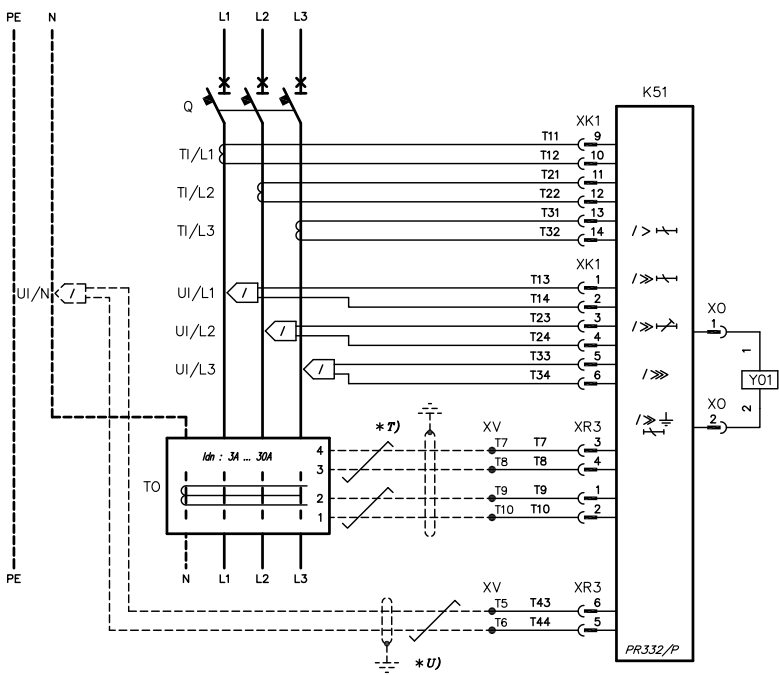 PE N L1 L2 L3
Q
K51
XK1
TI/L1 T11 9
T12 10
TI/L2 T21 11
T22 12
TI/L3 T31 13
T32 14
XK1
UI/N UI/L1 T13 1
T14 2
UI/L2 T23 3
T24 4
UI/L3 T33 5
T34 6
XO
1 1
Y01
XO
2 2
*T) XV XR3
Idn : 3A ... 30A 4 T7 T7 3
3 T8 T8 4
TO 2 T9 T9 1
1 T10 T10 2
PE N L1 L2 L3
XV XR3
T5 T43 6
T6 T44 5
*U)
PR332/P